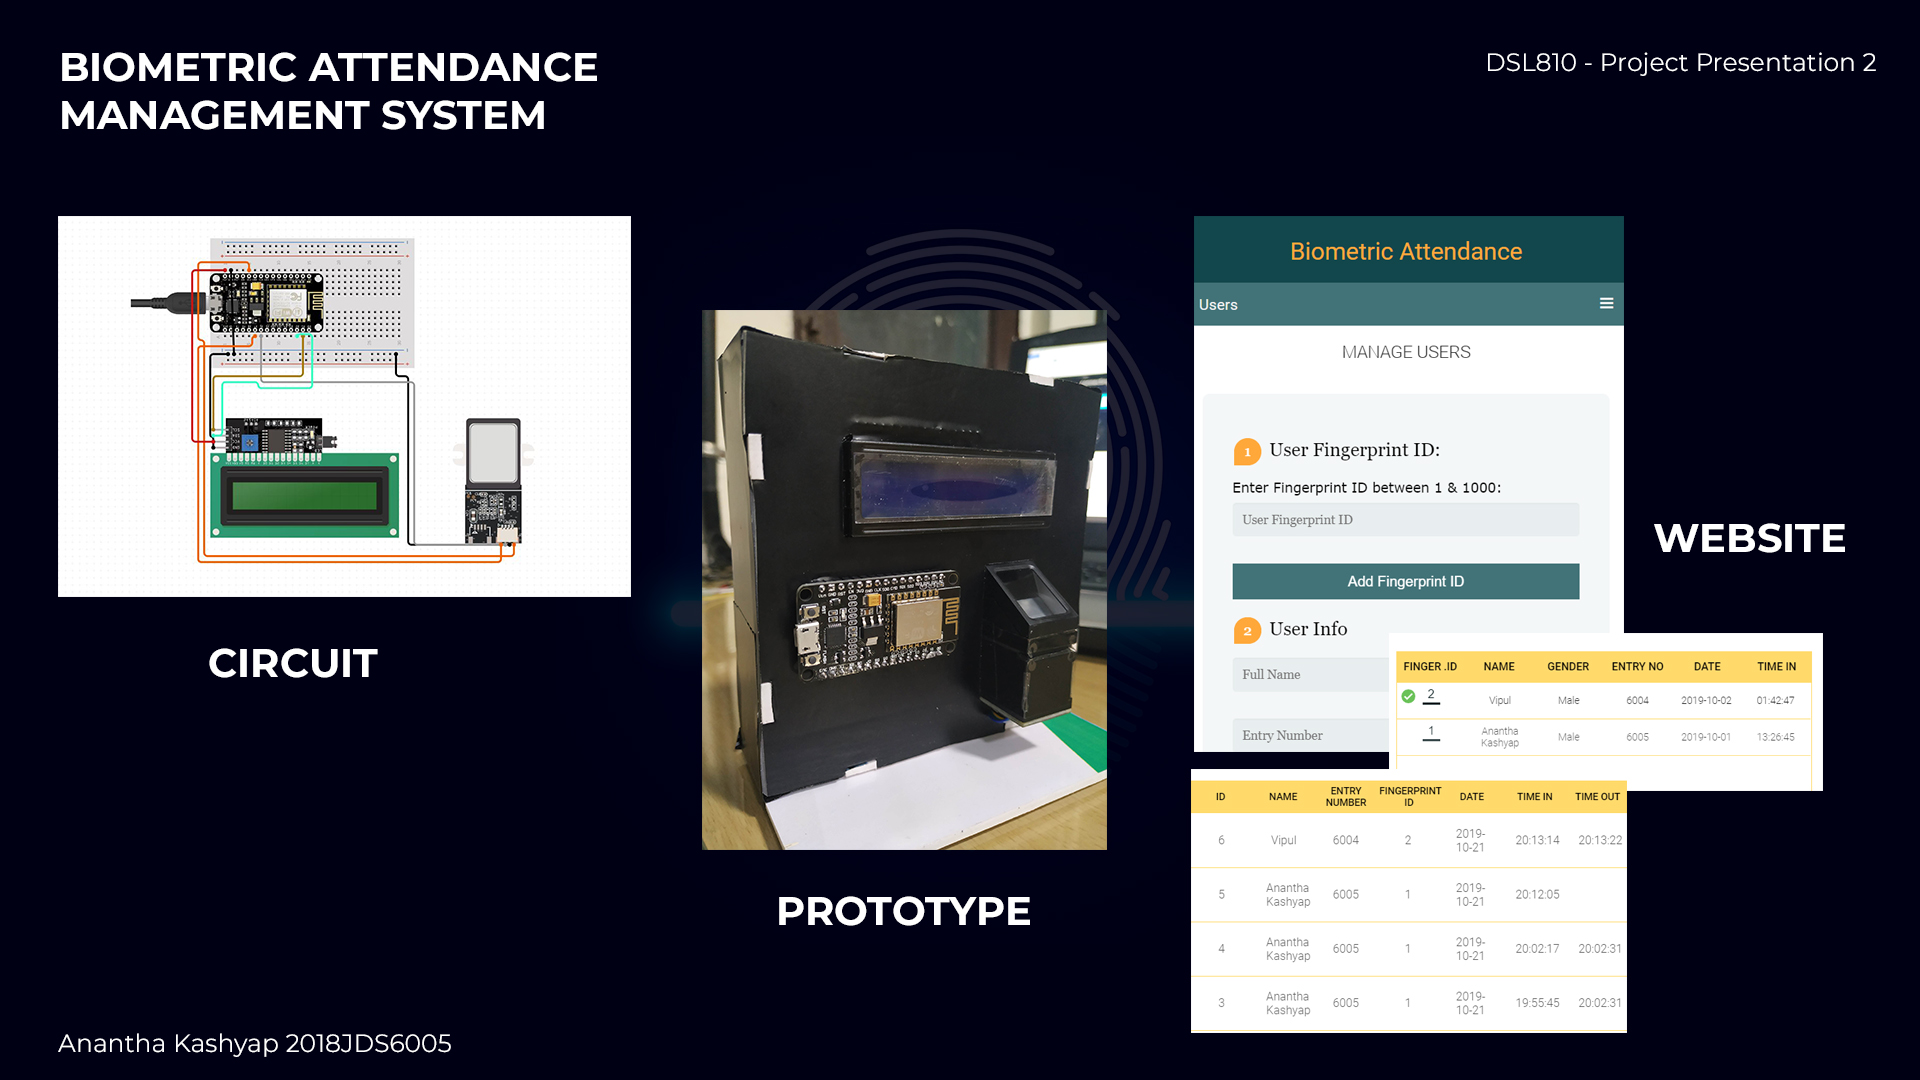 BIOMETRIC ATTENDANCE
MANAGEMENT SYSTEM
DSL810 - Project Presentation 2
CIRCUIT
PROTOTYPE
Biometric Attendance
Users
MANAGE USERS
1 User Fingerprint ID:
Enter Fingerprint ID between 1 & 1000:
User Fingerprint ID
Add Fingerprint ID
2 User Info
Full Name
Entry Number
WEBSITE
FINGER .ID NAME GENDER ENTRY NO DATE TIME IN
2 Vipul Male 6004 2019-10-02 01:42:47
1 Anantha Kashyap Male 6005 2019-10-01 13:26:45
ID NAME ENTRY NUMBER FINGERPRINT ID DATE TIME IN TIME OUT
6 Vipul 6004 2 2019-10-21 20:13:14 20:13:22
5 Anantha Kashyap 6005 1 2019-10-21 20:12:05
4 Anantha Kashyap 6005 1 2019-10-21 20:02:17 20:02:31
3 Anantha Kashyap 6005 1 2019-10-21 19:55:45 20:02:31
Anantha Kashyap 2018JDS6005